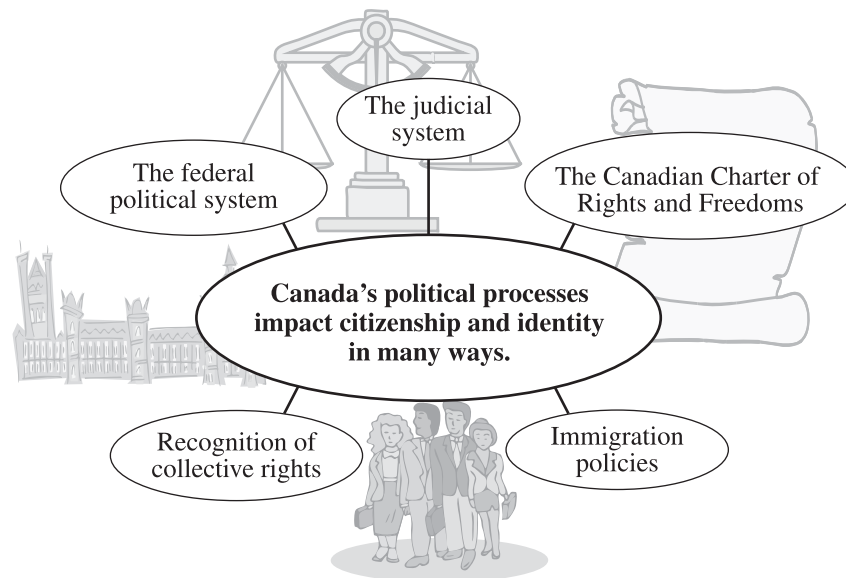 The judicial
system
The federal
political system
The Canadian Charter of
Rights and Freedoms
Canada's political processes
impact citizenship and identity
in many ways.
Recognition of
collective rights
Immigration
policies